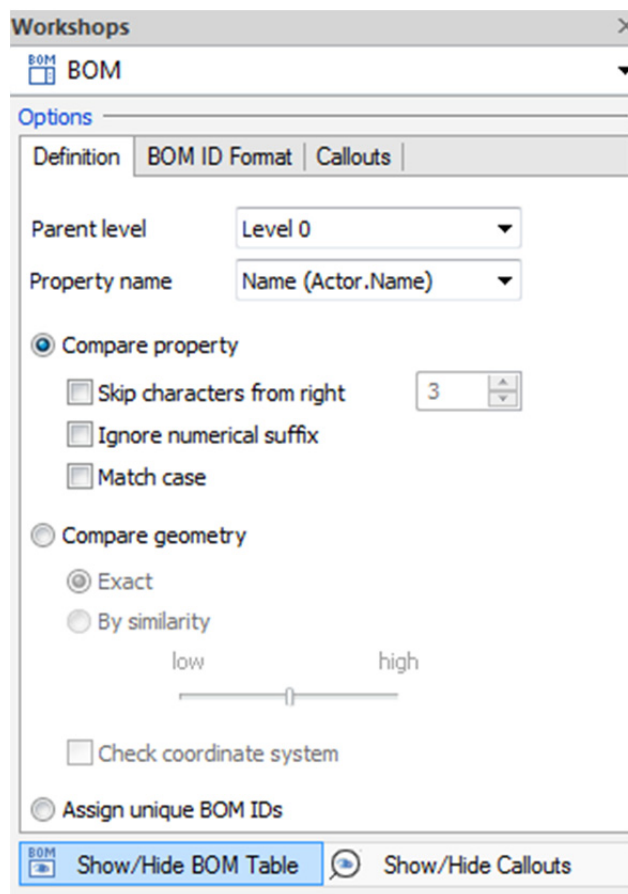 Workshops
BOM BOM
Options
Definition BOM ID Format Callouts
Parent level Level 0
Property name Name (Actor.Name)
Compare property
Skip characters from right 3
Ignore numerical suffix
Match case
Compare geometry
Exact
By similarity
low high
Check coordinate system
Assign unique BOM IDs
BOM Show/Hide BOM Table Show/Hide Callouts